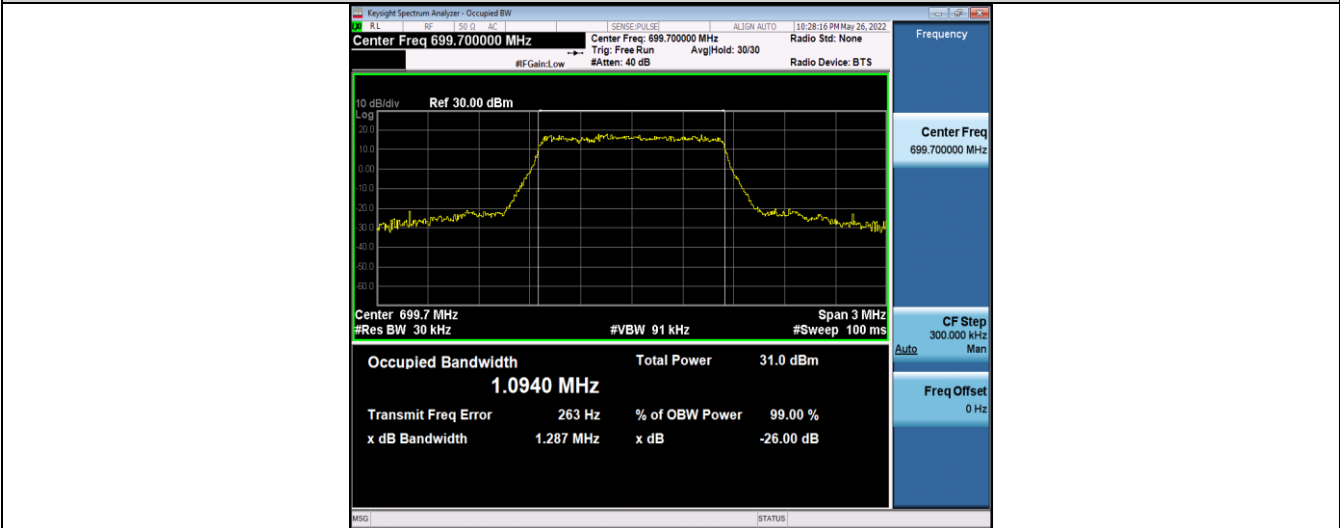 Keysight Spectrum Analyzer - Occupied BW
RL RF 50 Ω AC SENSE:PULSE ALIGN AUTO 10:28:16 PM May 26, 2022
Center Freq 699.700000 MHz
Center Freq: 699.700000 MHz
Radio Std: None
Trig: Free Run Avg|Hold: 30/30
#IFGain:Low
#Atten: 40 dB
Radio Device: BTS
Frequency
10 dB/div Ref 30.00 dBm
Log
20.0
10.0
0.00
-10.0
-20.0
-30.0
-40.0
-50.0
-60.0
Center 699.7 MHz
Span 3 MHz
#Res BW 30 kHz
#VBW 91 kHz
#Sweep 100 ms
Center Freq
699.700000 MHz
CF Step
300.000 kHz
Auto Man
Freq Offset
0 Hz
Occupied Bandwidth
1.0940 MHz
Total Power 31.0 dBm
Transmit Freq Error 263 Hz
% of OBW Power 99.00 %
x dB Bandwidth 1.287 MHz
x dB -26.00 dB
MSG
STATUS